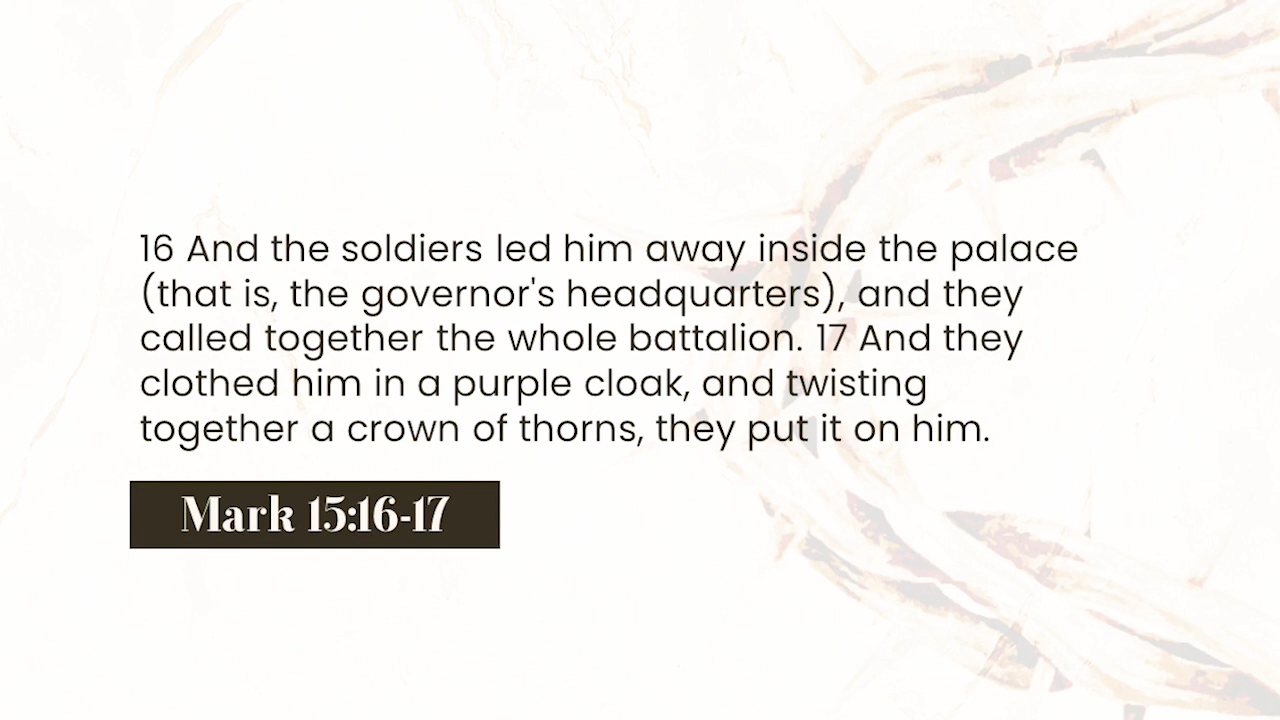 16 And the soldiers led him away inside the palace
(that is, the governor's headquarters), and they
called together the whole battalion. 17 And they
clothed him in a purple cloak, and twisting
together a crown of thorns, they put it on him.
Mark 15:16-17